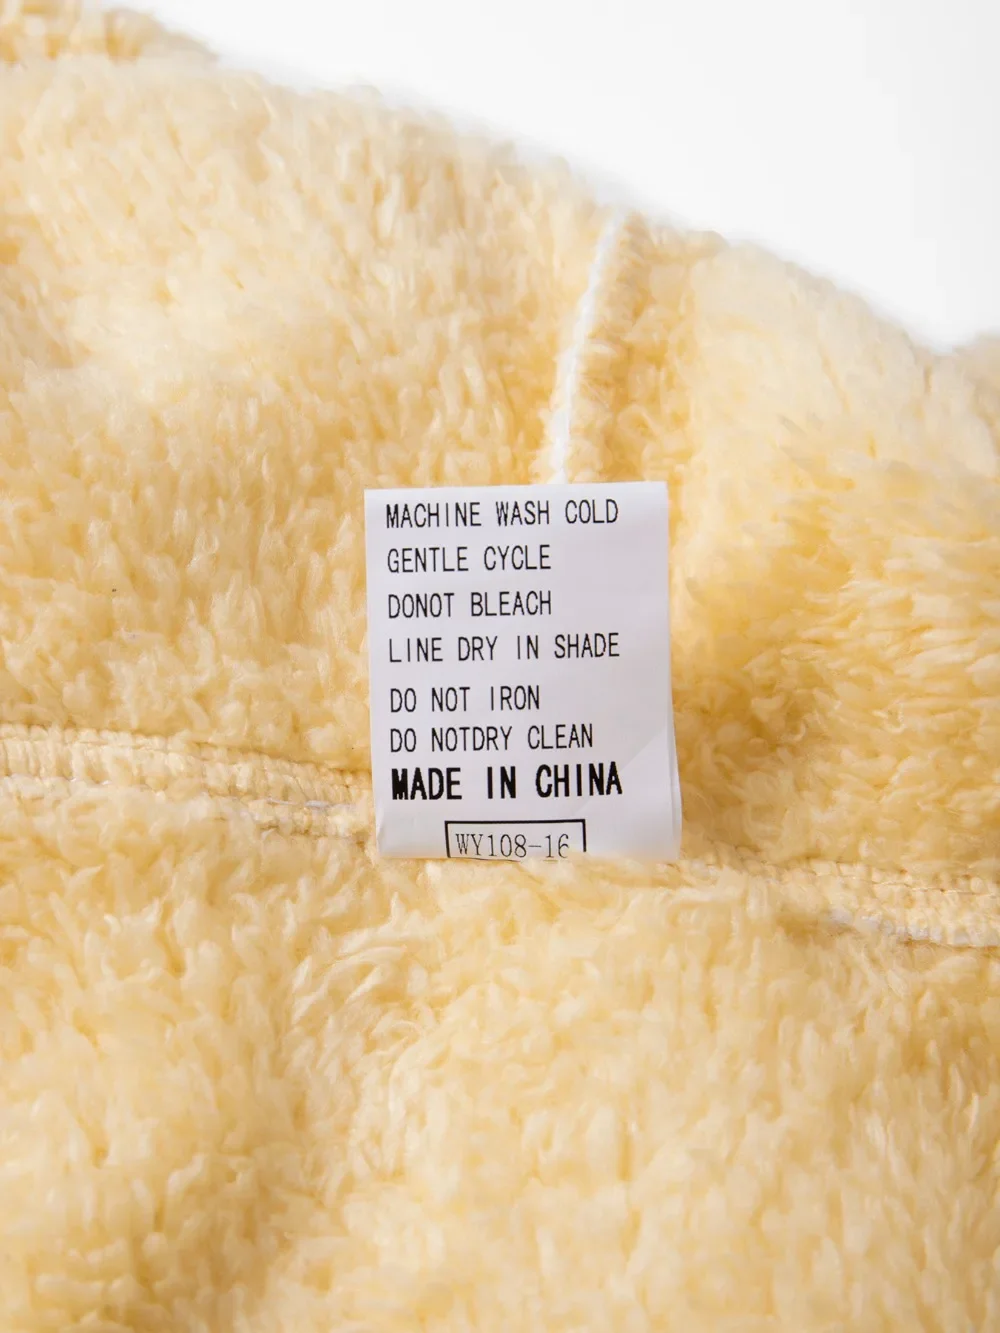 MACHINE WASH COLD
GENTLE CYCLE
DONOT BLEACH
LINE DRY IN SHADE
DO NOT IRON
DO NOTDRY CLEAN
MADE IN CHINA
WY108-16